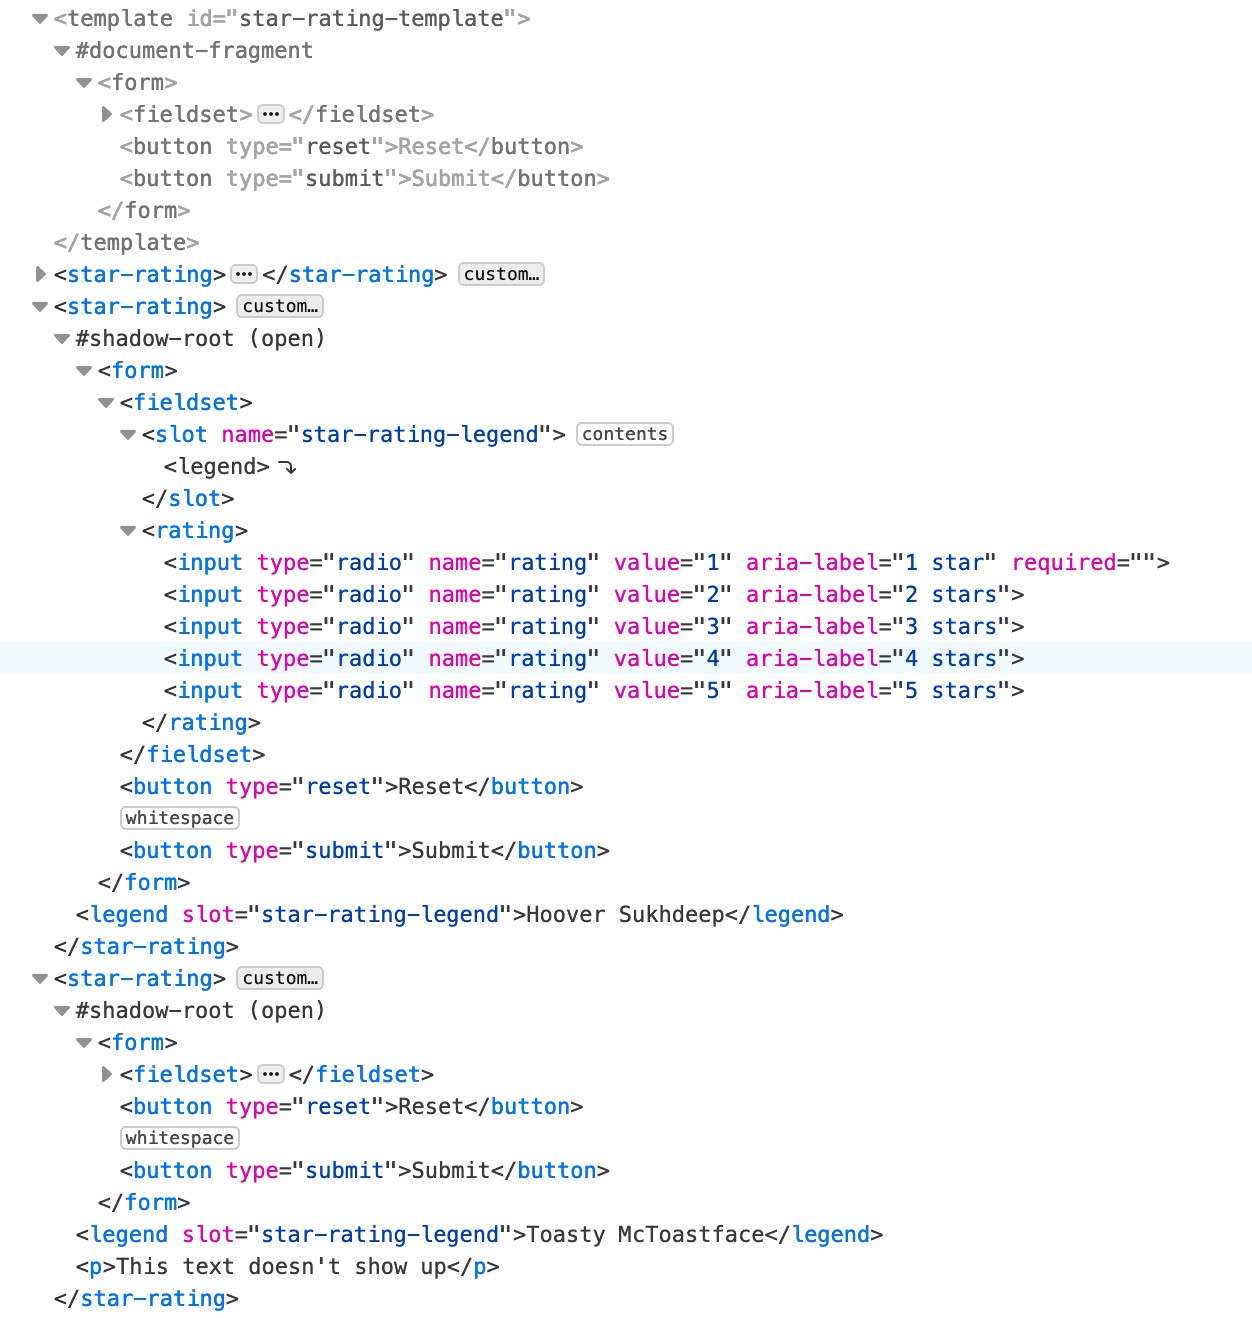 <template id="star-rating-template">
#document-fragment
<form>
<fieldset>···</fieldset>
<button type="reset">Reset</button>
<button type="submit">Submit</button>
</form>
</template>
<star-rating>···</star-rating> custom…
<star-rating> custom…
#shadow-root (open)
<form>
<fieldset>
<slot name="star-rating-legend"> contents
<legend>
</slot>
<rating>
<input type="radio" name="rating" value="1" aria-label="1 star" required="">
<input type="radio" name="rating" value="2" aria-label="2 stars">
<input type="radio" name="rating" value="3" aria-label="3 stars">
<input type="radio" name="rating" value="4" aria-label="4 stars">
<input type="radio" name="rating" value="5" aria-label="5 stars">
</rating>
</fieldset>
<button type="reset">Reset</button>
whitespace
<button type="submit">Submit</button>
</form>
<legend slot="star-rating-legend">Hoover Sukhdeep</legend>
</star-rating>
<star-rating> custom…
#shadow-root (open)
<form>
<fieldset>···</fieldset>
<button type="reset">Reset</button>
whitespace
<button type="submit">Submit</button>
</form>
<legend slot="star-rating-legend">Toasty McToastface</legend>
<p>This text doesn't show up</p>
</star-rating>